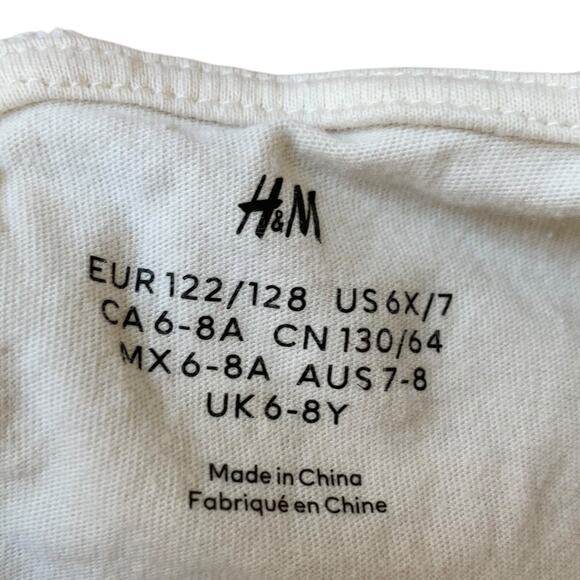 H&M
EUR 122/128 US 6X/7
CA 6-8A CN 130/64
MX 6-8A AUS 7-8
UK 6-8Y
Made in China
Fabriqué en Chine